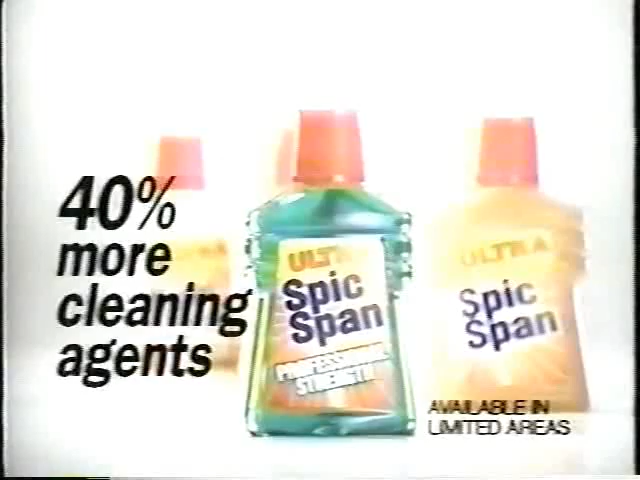 40%
more
cleaning
agents
ULTRA
Spic
Span
PROFESSIONAL
STRENGTH
ULTRA
Spic
Span
AVAILABLE IN
LIMITED AREAS